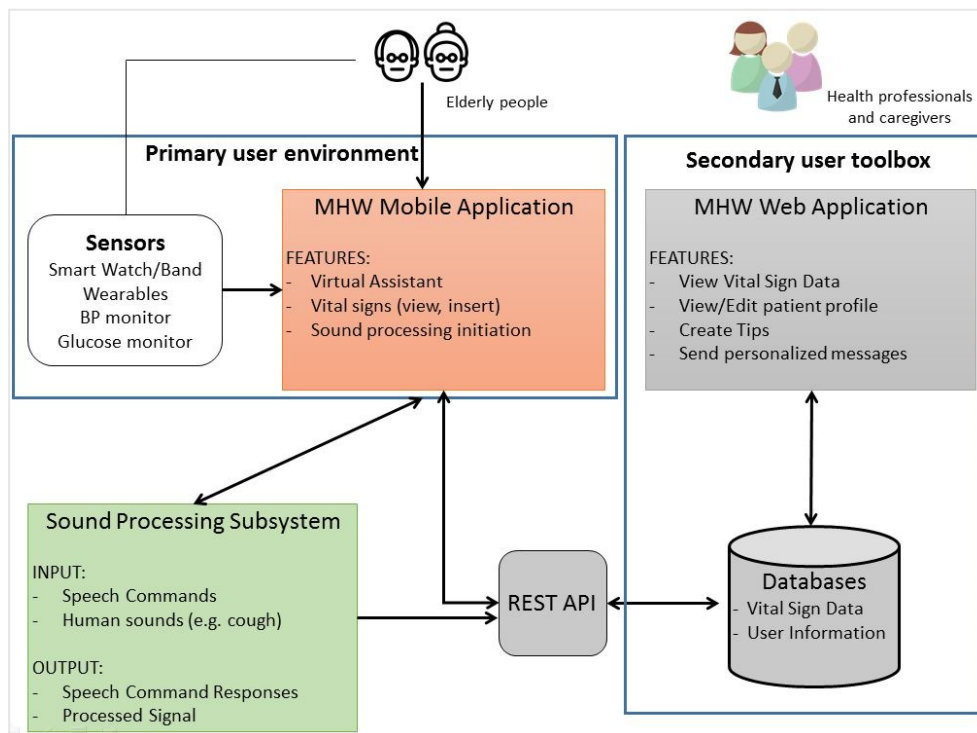 Elderly people
Health professionals
and caregivers
Primary user environment
Secondary user toolbox
Sensors
Smart Watch/Band
Wearables
BP monitor
Glucose monitor
MHW Mobile Application
FEATURES:
- Virtual Assistant
- Vital signs (view, insert)
- Sound processing initiation
MHW Web Application
FEATURES:
- View Vital Sign Data
- View/Edit patient profile
- Create Tips
- Send personalized messages
Sound Processing Subsystem
INPUT:
- Speech Commands
- Human sounds (e.g. cough)
OUTPUT:
- Speech Command Responses
- Processed Signal
REST API
Databases
- Vital Sign Data
- User Information